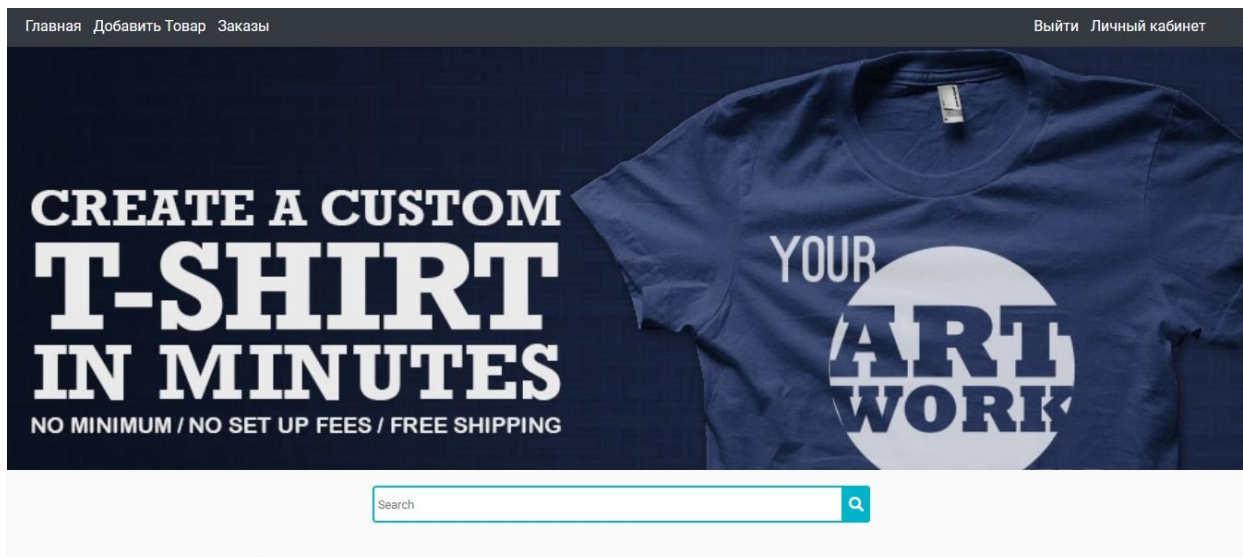 Главная Добавить Товар Заказы Выйти Личный кабинет
CREATE A CUSTOM
T-SHIRT
IN MINUTES
NO MINIMUM / NO SET UP FEES / FREE SHIPPING
YOUR
ART
WORK
Search